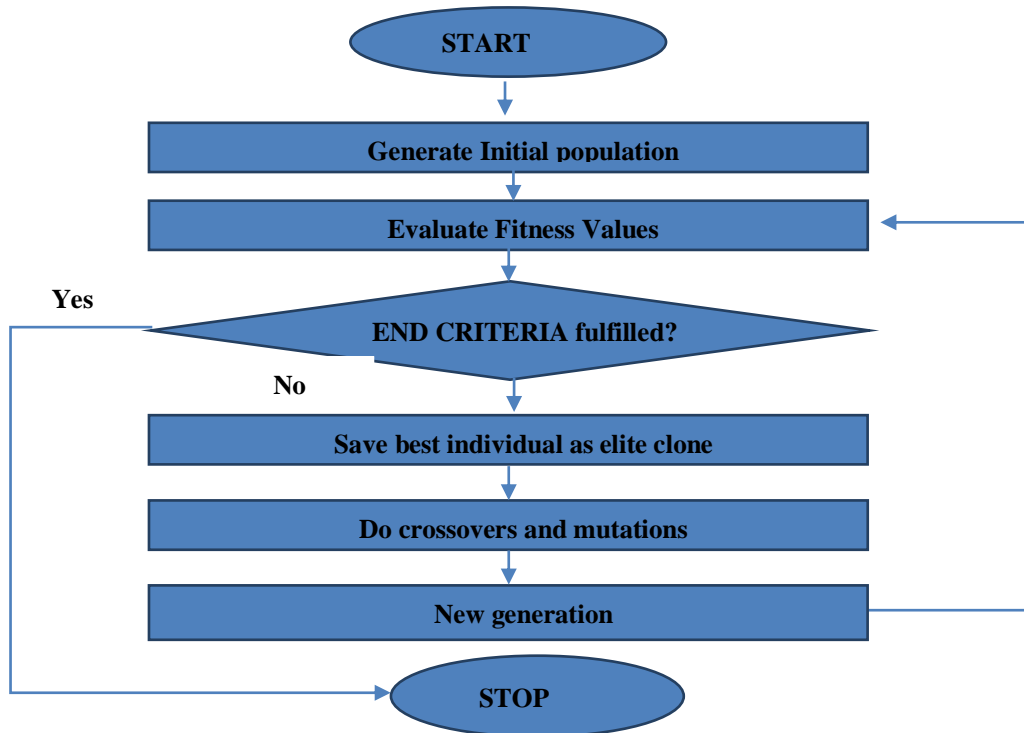 START
Generate Initial population
Evaluate Fitness Values
Yes
END CRITERIA fulfilled?
No
Save best individual as elite clone
Do crossovers and mutations
New generation
STOP